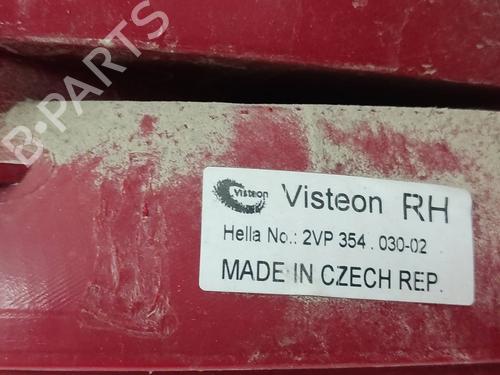 B-PARTS
Visteon Visteon RH
Hella No.: 2VP 354 . 030-02
MADE IN CZECH REP.